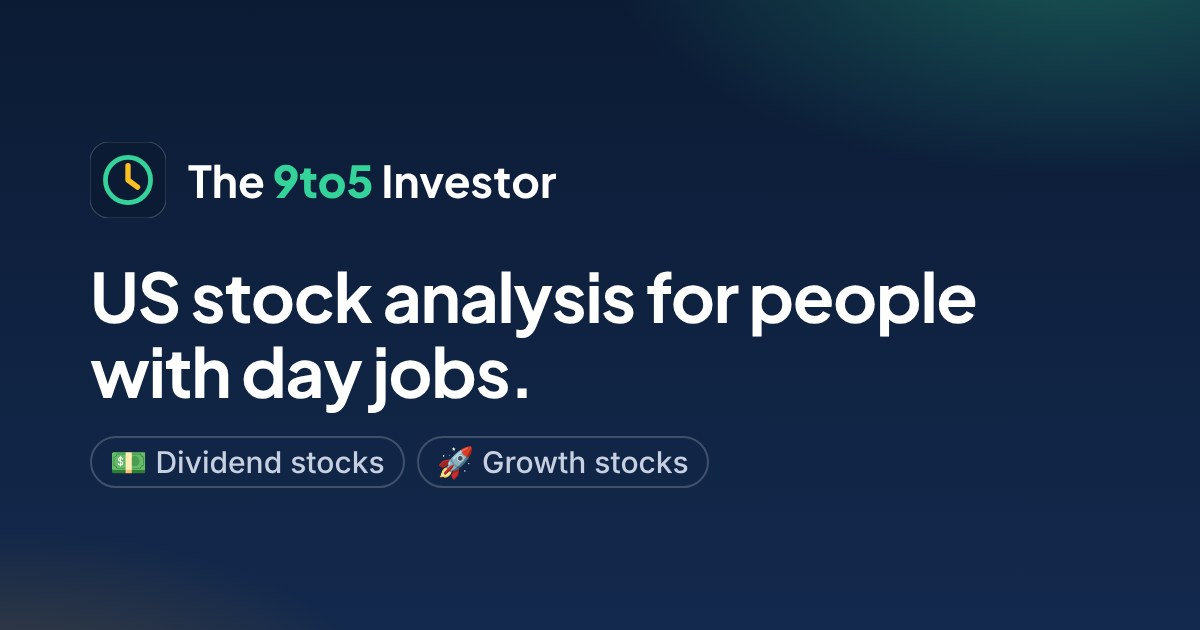 The 9to5 Investor
US stock analysis for people
with day jobs.
💵 Dividend stocks
🚀 Growth stocks